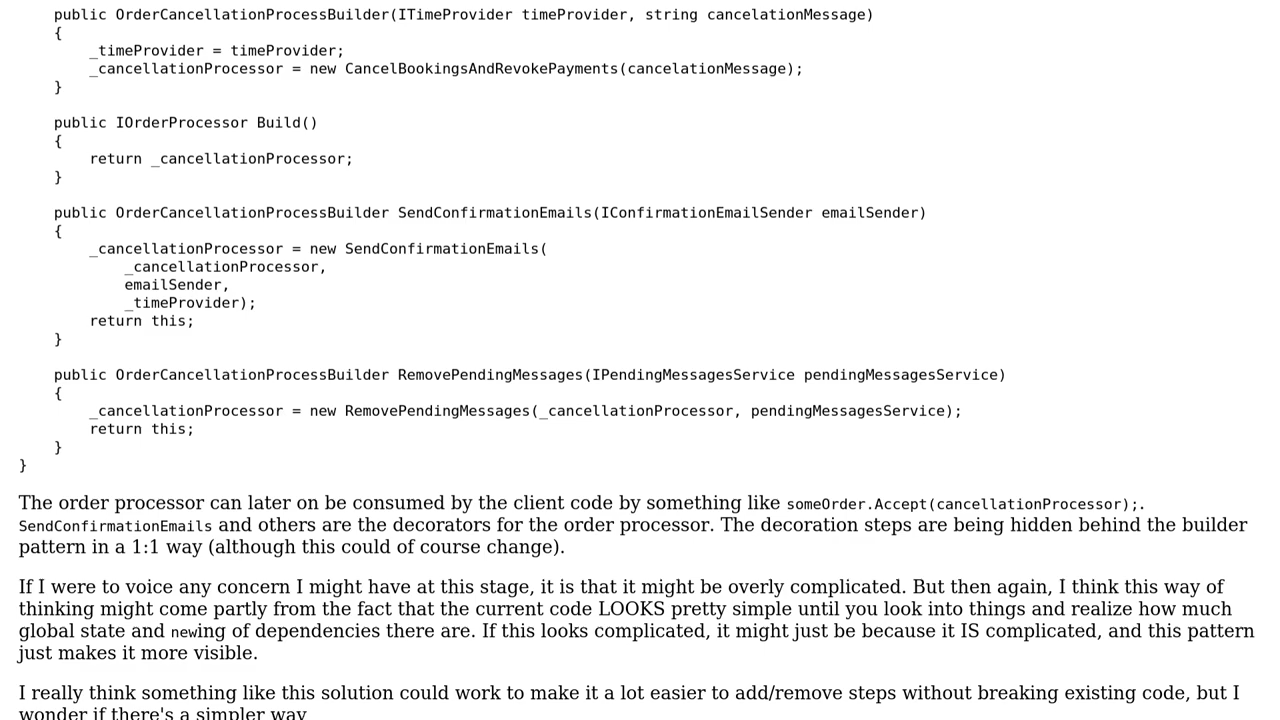 public OrderCancellationProcessBuilder(ITimeProvider timeProvider, string cancelationMessage)
    {
        _timeProvider = timeProvider;
        _cancellationProcessor = new CancelBookingsAndRevokePayments(cancelationMessage);
    }

    public IOrderProcessor Build()
    {
        return _cancellationProcessor;
    }

    public OrderCancellationProcessBuilder SendConfirmationEmails(IConfirmationEmailSender emailSender)
    {
        _cancellationProcessor = new SendConfirmationEmails(
            _cancellationProcessor,
            emailSender,
            _timeProvider);
        return this;
    }

    public OrderCancellationProcessBuilder RemovePendingMessages(IPendingMessagesService pendingMessagesService)
    {
        _cancellationProcessor = new RemovePendingMessages(_cancellationProcessor, pendingMessagesService);
        return this;
    }
}
The order processor can later on be consumed by the client code by something like someOrder.Accept(cancellationProcessor);.
SendConfirmationEmails and others are the decorators for the order processor. The decoration steps are being hidden behind the builder
pattern in a 1:1 way (although this could of course change).
If I were to voice any concern I might have at this stage, it is that it might be overly complicated. But then again, I think this way of
thinking might come partly from the fact that the current code LOOKS pretty simple until you look into things and realize how much
global state and newing of dependencies there are. If this looks complicated, it might just be because it IS complicated, and this pattern
just makes it more visible.
I really think something like this solution could work to make it a lot easier to add/remove steps without breaking existing code, but I
wonder if there's a simpler way